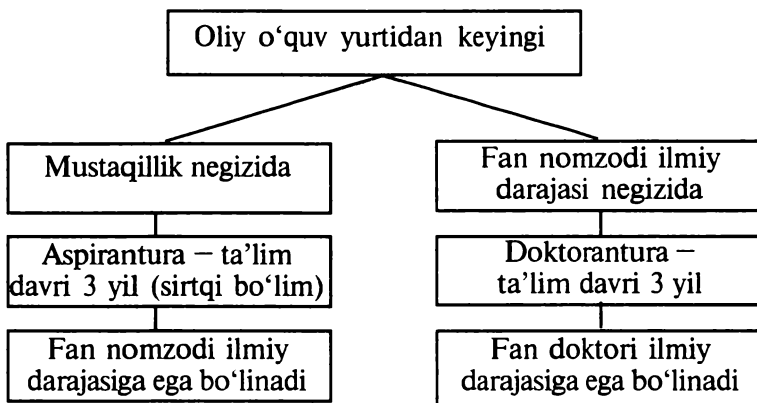 Oliy o‘quv yurtidan keyingi
Mustaqillik negizida
Aspirantura – ta’lim
davri 3 yil (sirtqi bo‘lim)
Fan nomzodi ilmiy
darajasiga ega bo‘linadi
Fan nomzodi ilmiy
darajasi negizida
Doktorantura –
ta’lim davri 3 yil
Fan doktori ilmiy
darajasiga ega bo‘linadi